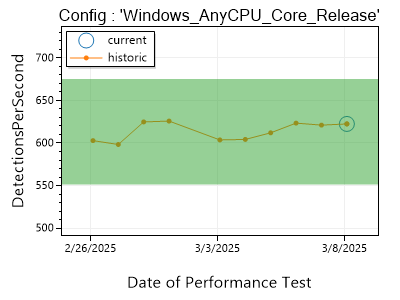 Config : 'Windows_AnyCPU_Core_Release'
current
historic
DetectionsPerSecond
700
650
600
550
500
2/26/2025
3/3/2025
3/8/2025
Date of Performance Test